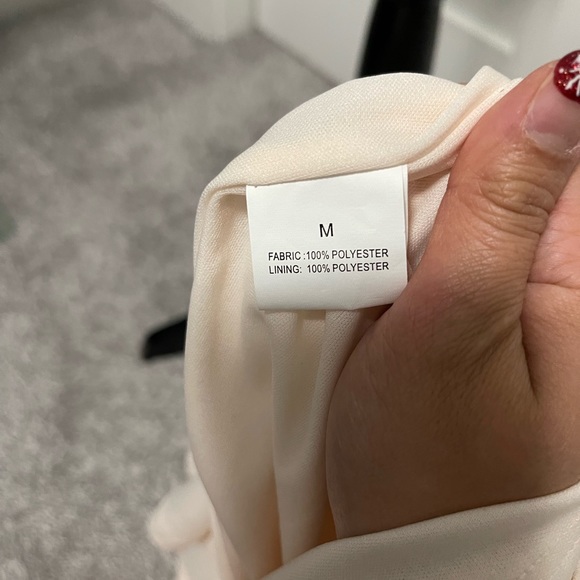 M
FABRIC :100% POLYESTER
LINING: 100% POLYESTER